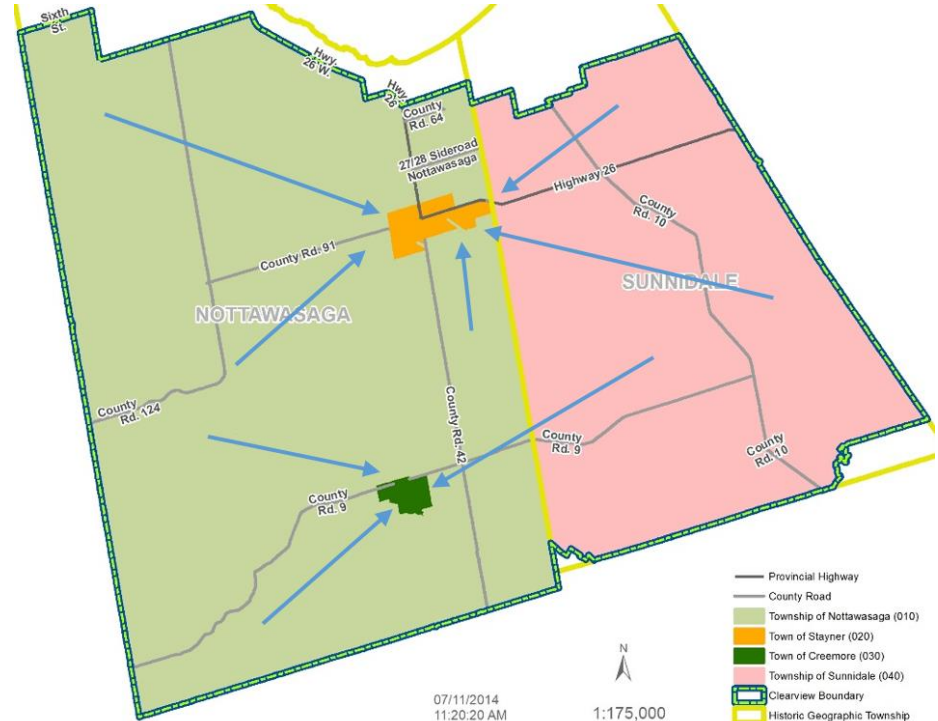 Sixth
St.
Hwy.
26 W.
Hwy.
26
County
Rd. 64
27/28 Sideroad
Nottawasaga
Highway 26
County
Rd. 10
County Rd. 91
SUNNIDALE
NOTTAWASAGA
County
Rd. 124
County Rd. 42
County
Rd. 9
County
Rd. 10
County
Rd. 9
Provincial Highway
County Road
Township of Nottawasaga (010)
Town of Stayner (020)
Town of Creemore (030)
Township of Sunnidale (040)
Clearview Boundary
Historic Geographic Township
N
07/11/2014
11:20:20 AM
1:175,000